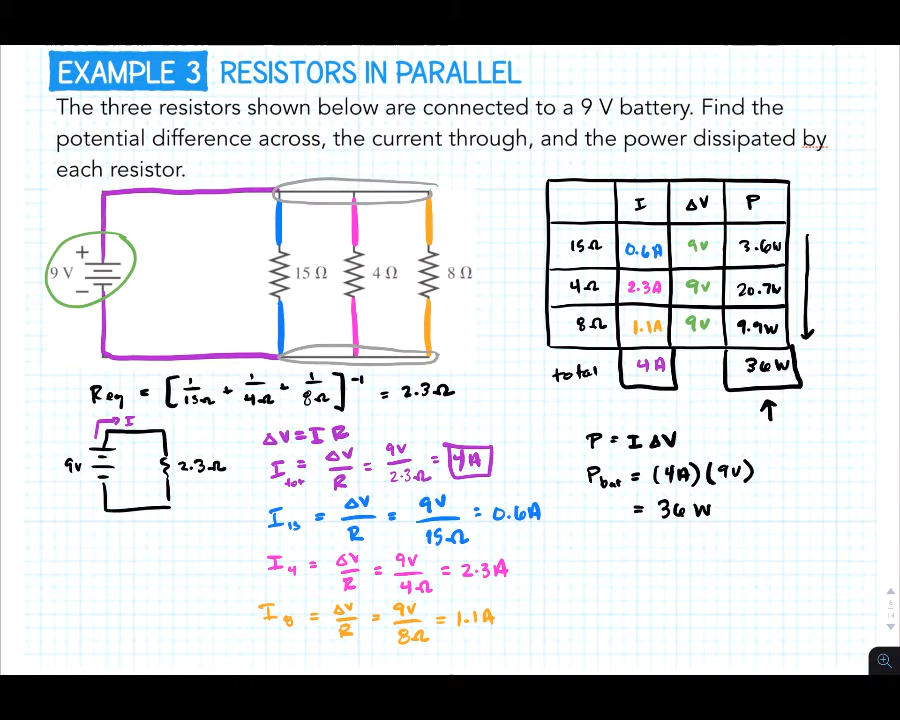 EXAMPLE 3 RESISTORS IN PARALLEL
The three resistors shown below are connected to a 9 V battery. Find the
potential difference across, the current through, and the power dissipated by
each resistor.
+
9 V
−
15 Ω
4 Ω
8 Ω
I ΔV P
15Ω 0.6A 9V 3.6W
4Ω 2.3A 9V 20.7W
8Ω 1.1A 9V 9.9W
total 4A 36W
Req = [1/15Ω + 1/4Ω + 1/8Ω]⁻¹ = 2.3Ω
I
9V
2.3Ω
ΔV = I R
Itot = ΔV/R = 9V/2.3Ω = 4A
I15 = ΔV/R = 9V/15Ω = 0.6A
I4 = ΔV/R = 9V/4Ω = 2.3A
I8 = ΔV/R = 9V/8Ω = 1.1A
P = I ΔV
Pbat = (4A)(9V)
= 36 W
6
14